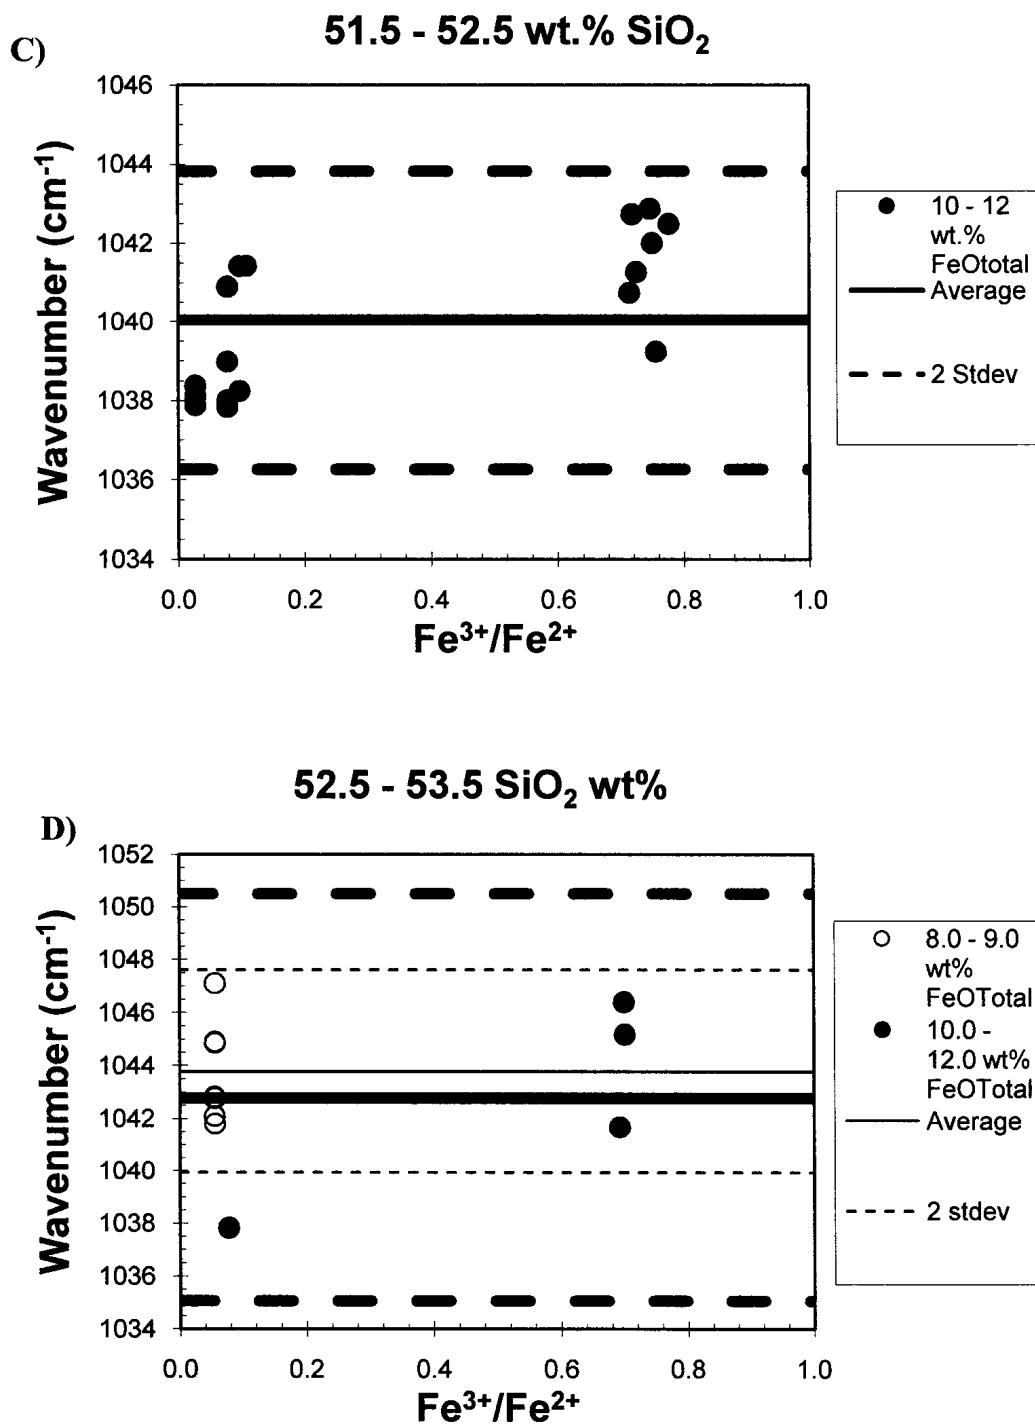 C)
51.5 - 52.5 wt.% SiO₂
1046
1044
1042
1040
1038
1036
1034
Wavenumber (cm⁻¹)
0.0 0.2 0.4 0.6 0.8 1.0
Fe³⁺/Fe²⁺
10 - 12
wt.%
FeOtotal
Average
2 Stdev
D)
52.5 - 53.5 SiO₂ wt%
1052
1050
1048
1046
1044
1042
1040
1038
1036
1034
Wavenumber (cm⁻¹)
0.0 0.2 0.4 0.6 0.8 1.0
Fe³⁺/Fe²⁺
8.0 - 9.0
wt%
FeOTotal
10.0 -
12.0 wt%
FeOTotal
Average
2 stdev